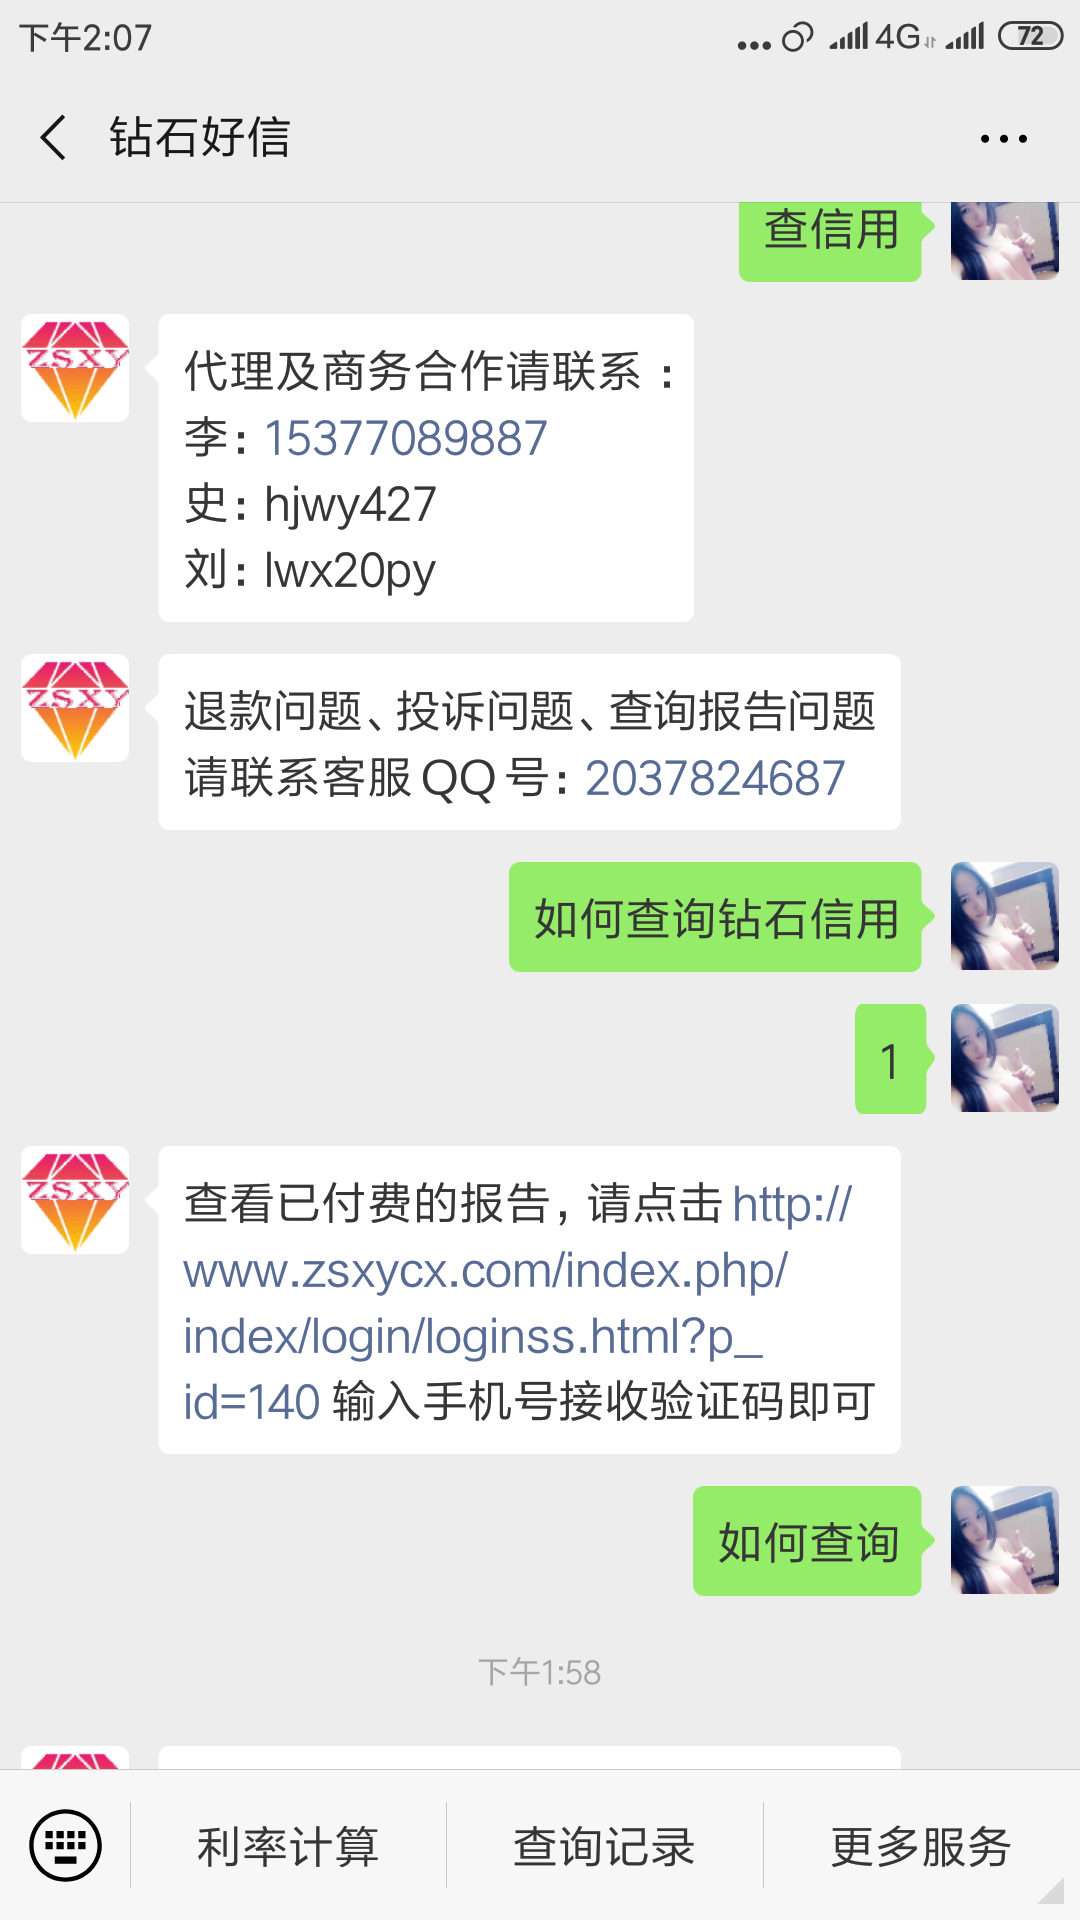 下午2:07
4G
72
钻石好信
查信用
ZSXY
代理及商务合作请联系：
李：15377089887
史：hjwy427
刘：lwx20py
ZSXY
退款问题、投诉问题、查询报告问题
请联系客服QQ号：2037824687
如何查询钻石信用
1
ZSXY
查看已付费的报告，请点击http://
www.zsxycx.com/index.php/
index/login/loginss.html?p_
id=140 输入手机号接收验证码即可
如何查询
下午1:58
利率计算
查询记录
更多服务